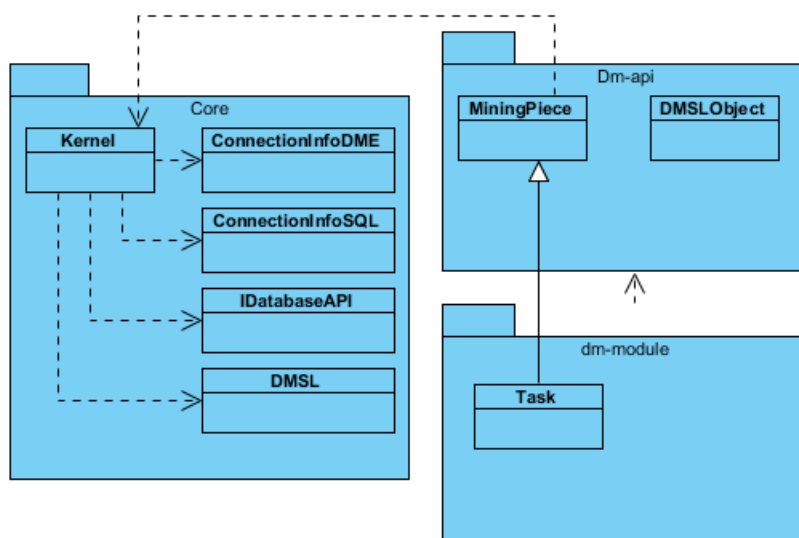 Core
Kernel
ConnectionInfoDME
ConnectionInfoSQL
IDatabaseAPI
DMSL
Dm-api
MiningPiece
DMSLObject
dm-module
Task